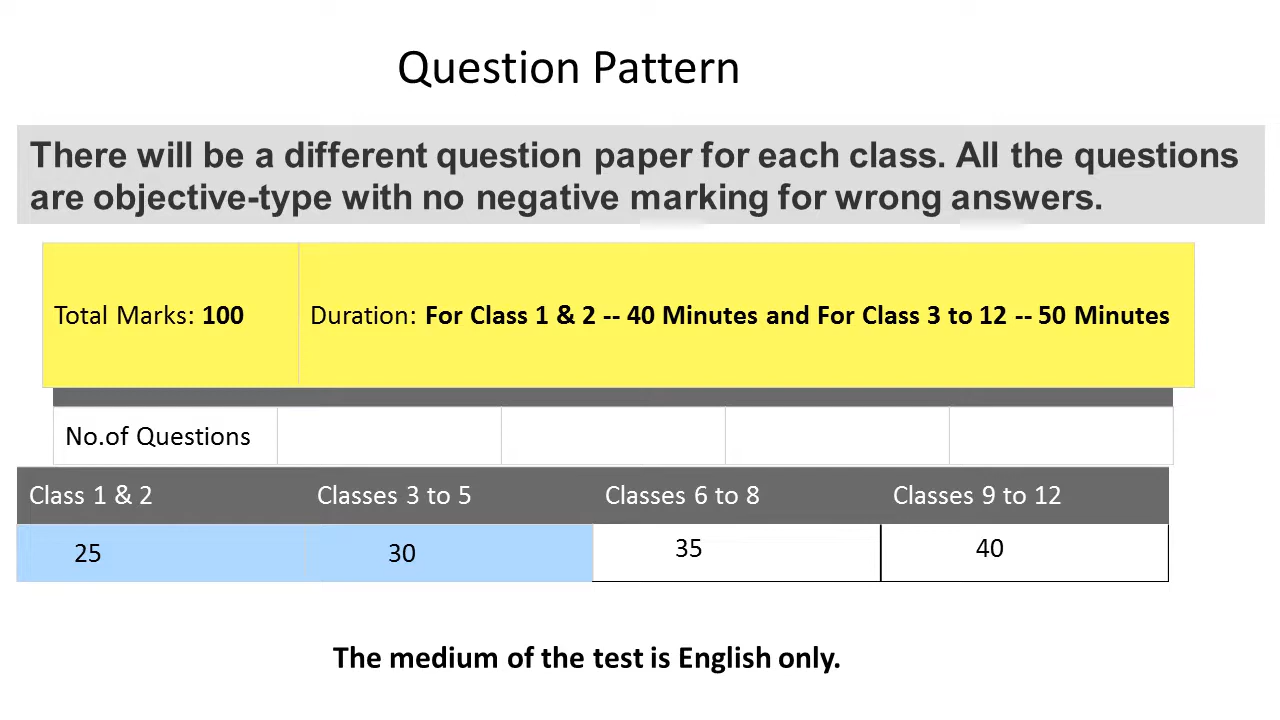 Question Pattern
There will be a different question paper for each class. All the questions
are objective-type with no negative marking for wrong answers.
Total Marks: 100 Duration: For Class 1 & 2 -- 40 Minutes and For Class 3 to 12 -- 50 Minutes
No.of Questions
Class 1 & 2 Classes 3 to 5 Classes 6 to 8 Classes 9 to 12
25 30 35 40
The medium of the test is English only.